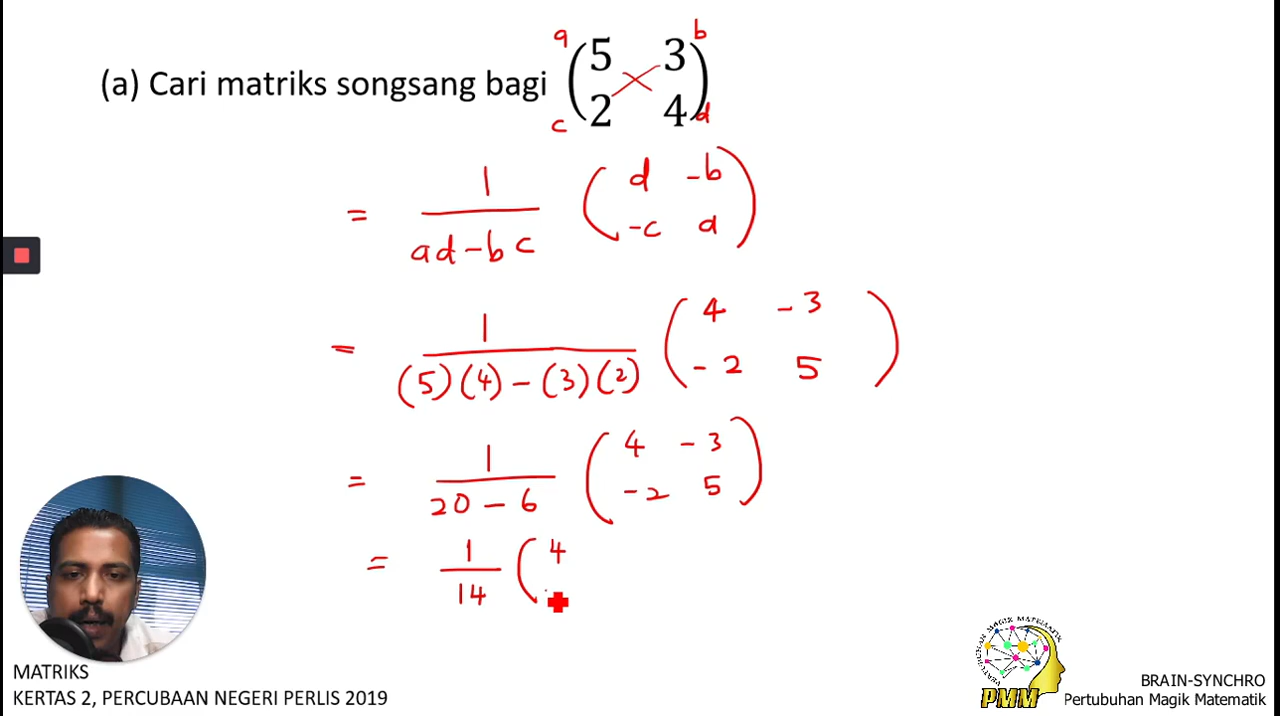 a b
(a) Cari matriks songsang bagi (5 3
2 4)
c d
= 1/(ad-bc) (d -b
-c a)
= 1/((5)(4) - (3)(2)) (4 -3
-2 5)
= 1/(20 - 6) (4 -3
-2 5)
= 1/14 (4
MATRIKS
KERTAS 2, PERCUBAAN NEGERI PERLIS 2019
PMM
BRAIN-SYNCHRO
Pertubuhan Magik Matematik